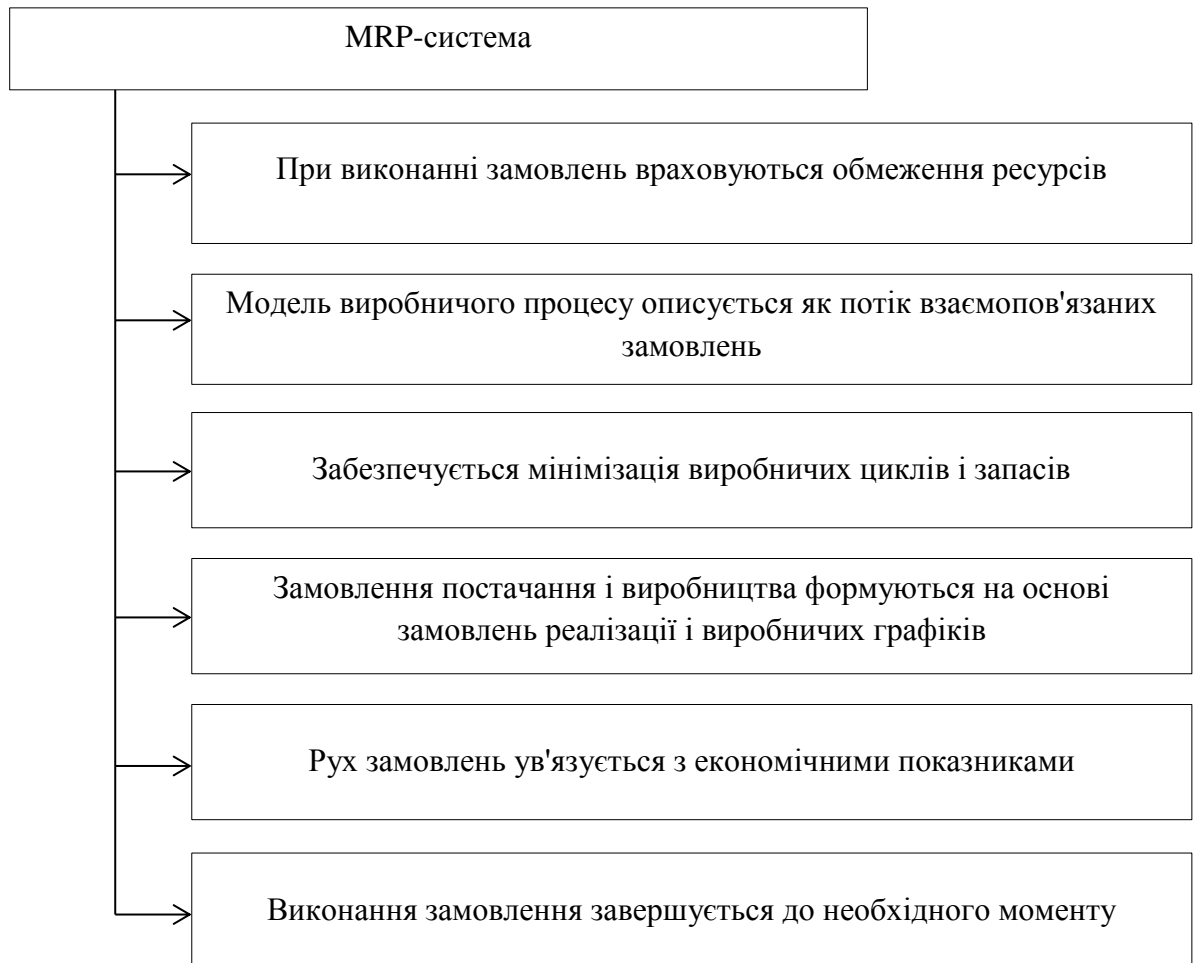 MRP-система
При виконанні замовлень враховуються обмеження ресурсів
Модель виробничого процесу описується як потік взаємопов'язаних
замовлень
Забезпечується мінімізація виробничих циклів і запасів
Замовлення постачання і виробництва формуються на основі
замовлень реалізації і виробничих графіків
Рух замовлень ув'язується з економічними показниками
Виконання замовлення завершується до необхідного моменту